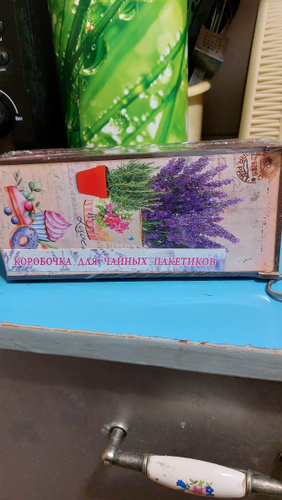 КОРОБОЧКА ДЛЯ ЧАЙНЫХ ПАКЕТИКОВ